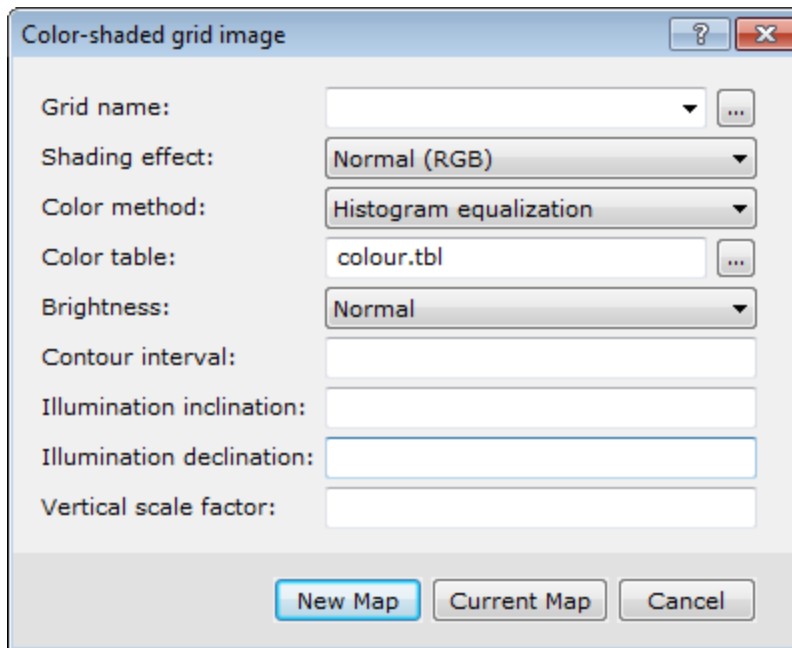 Color-shaded grid image
Grid name:
...
Shading effect: Normal (RGB)
Color method: Histogram equalization
Color table: colour.tbl ...
Brightness: Normal
Contour interval:
Illumination inclination:
Illumination declination:
Vertical scale factor:
New Map Current Map Cancel